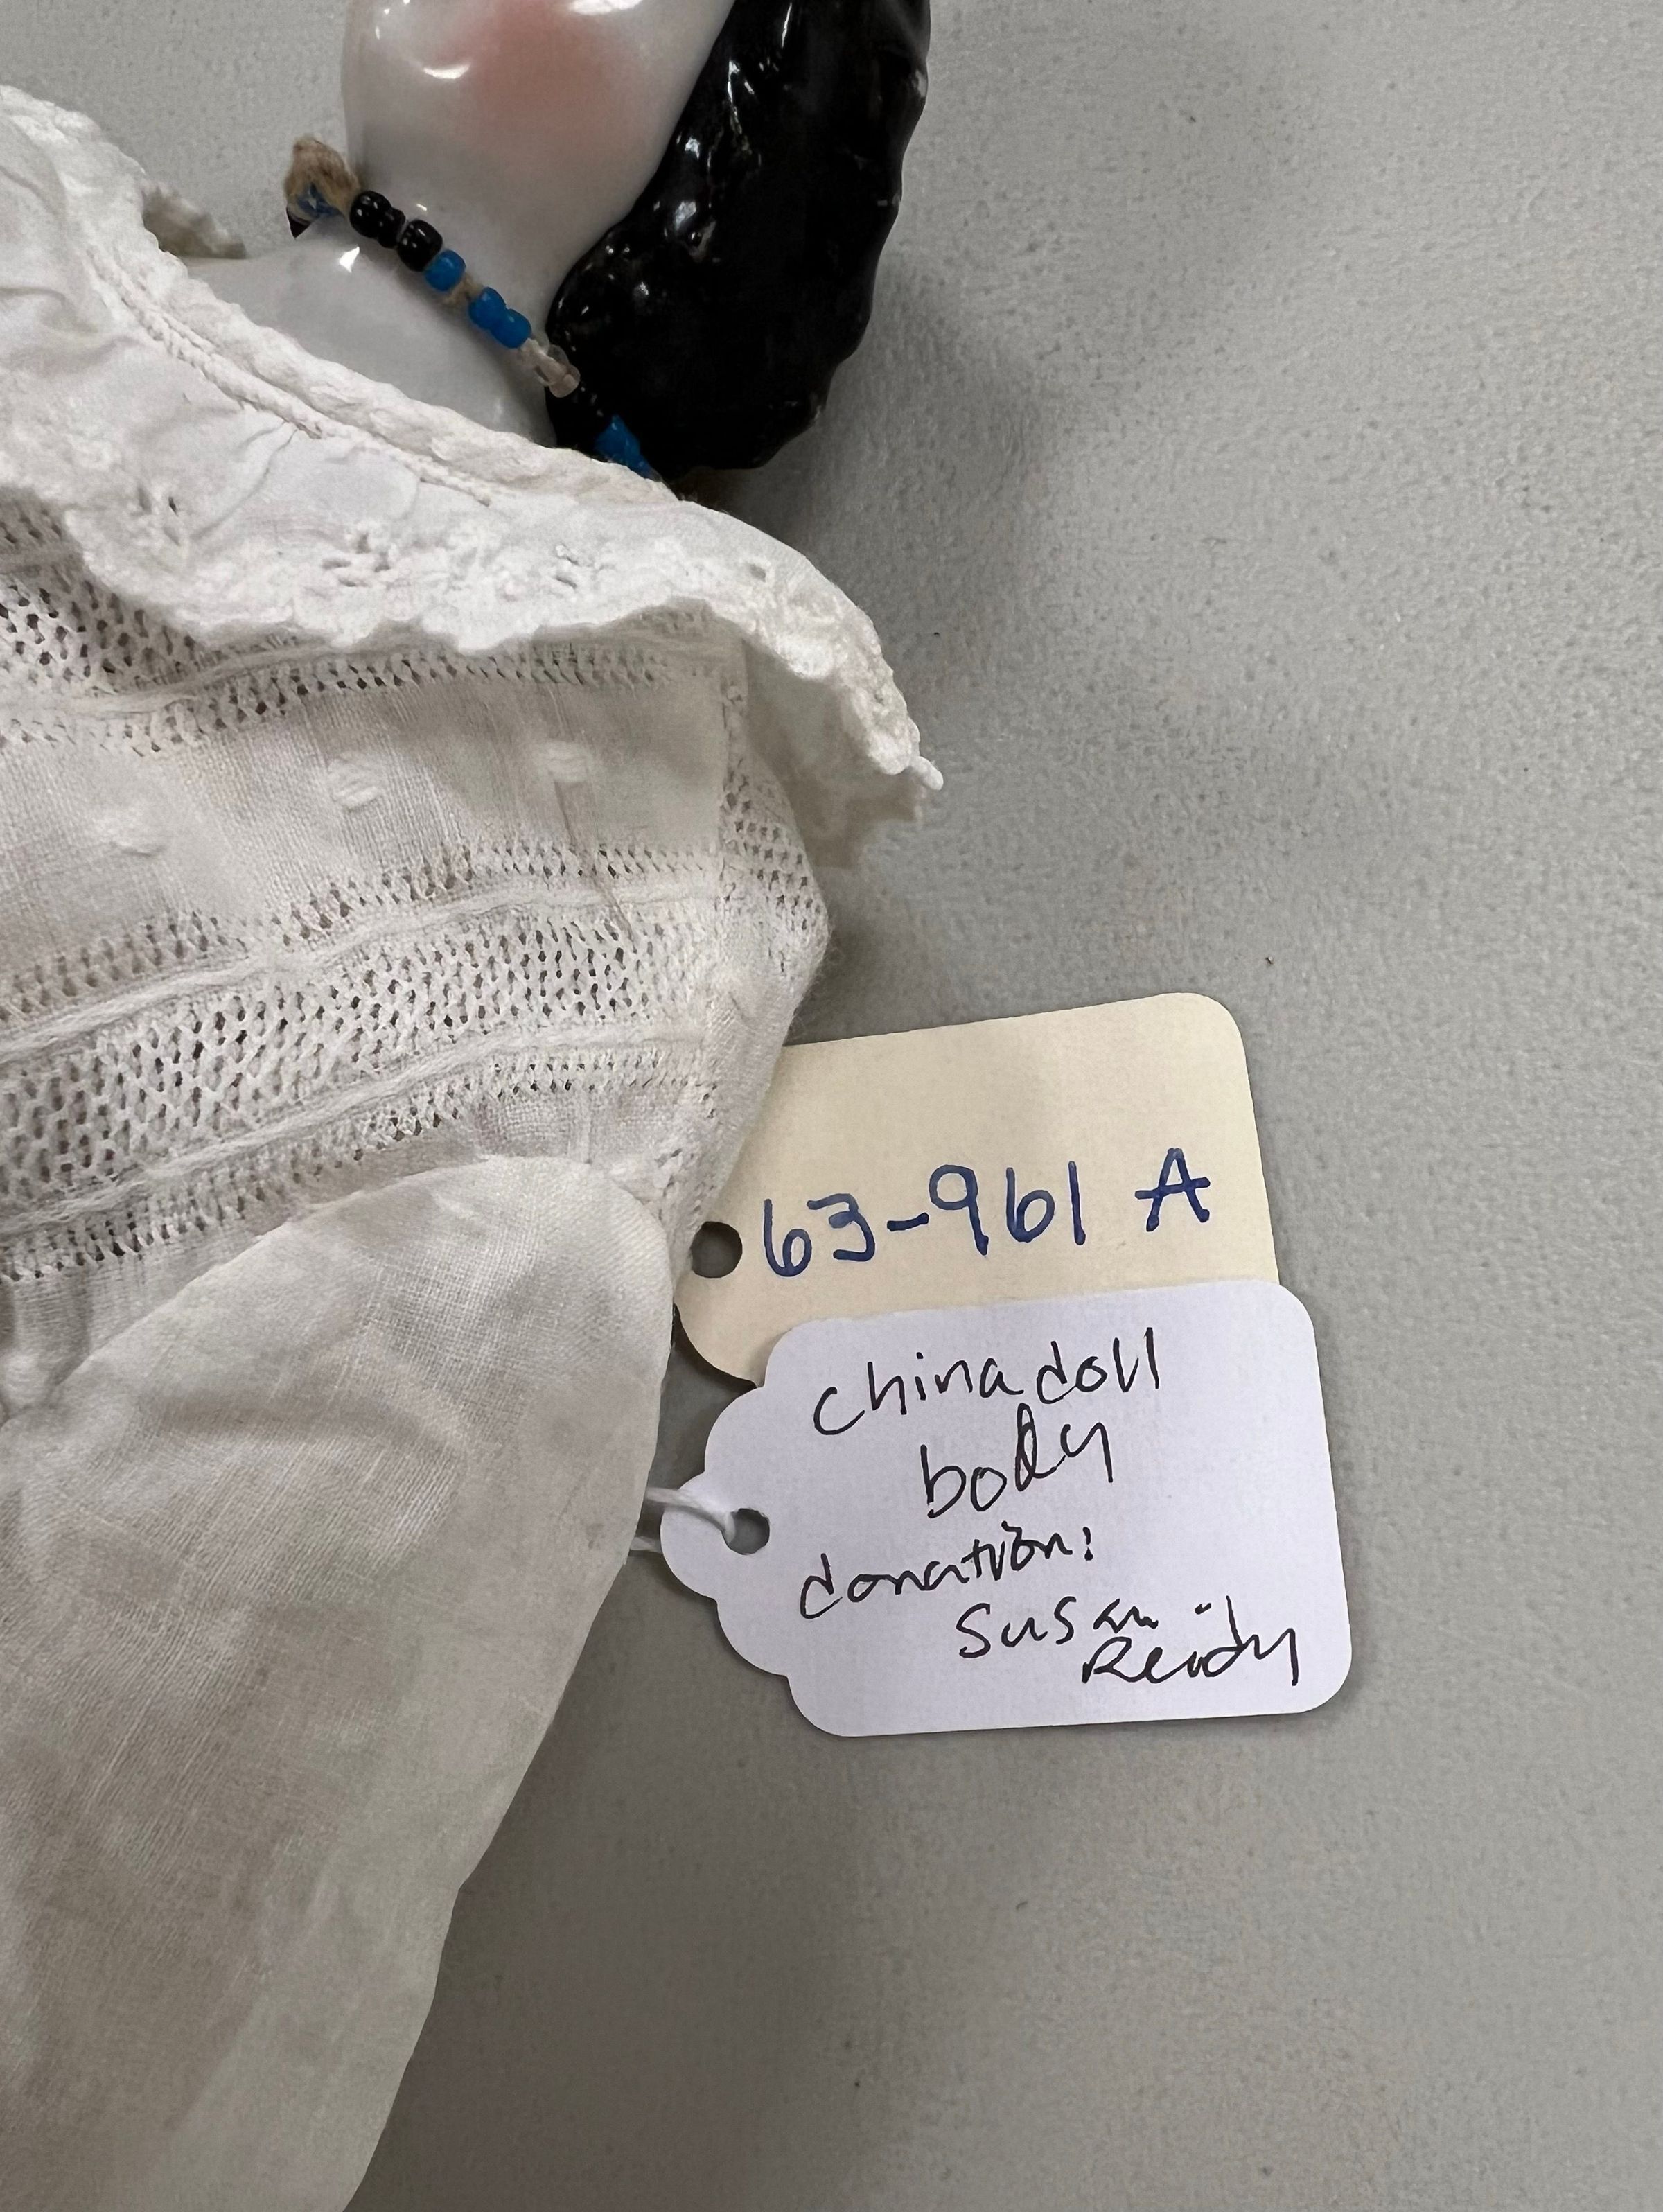 63-961 A
china doll
body
donation:
Susan
Reidy